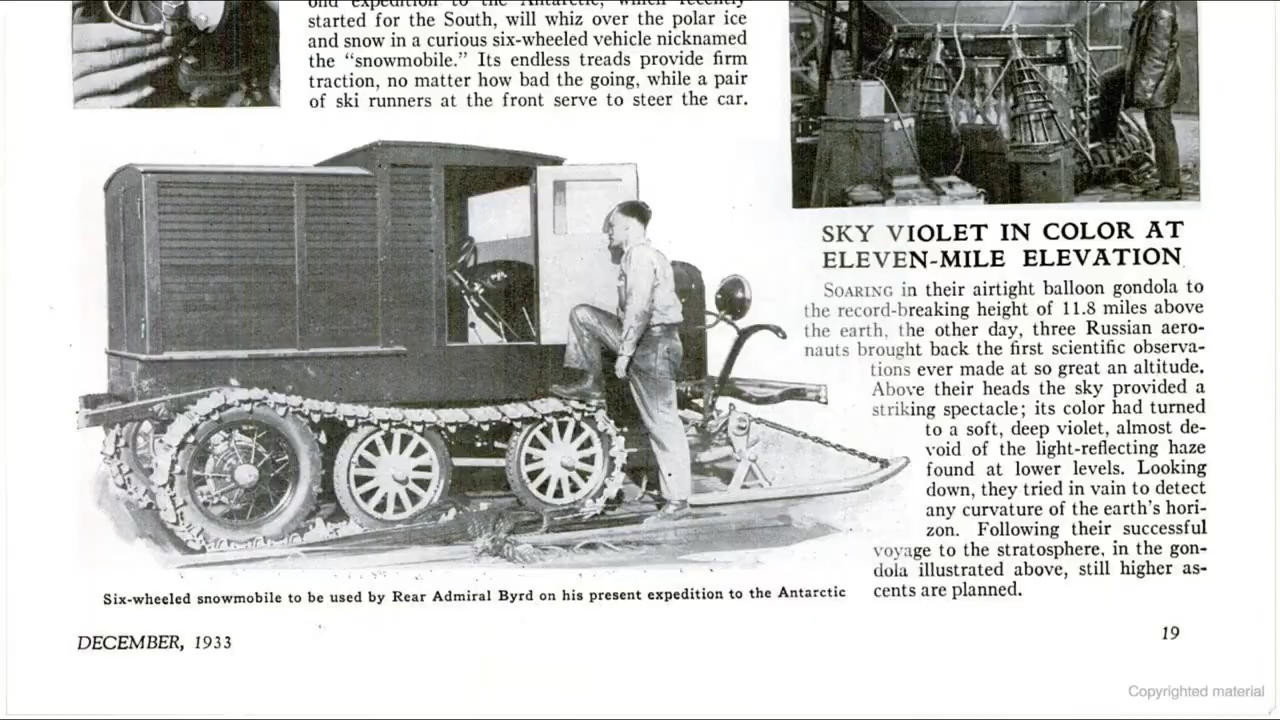 ond expedition to the Antarctic, which recently
started for the South, will whiz over the polar ice
and snow in a curious six-wheeled vehicle nicknamed
the “snowmobile.” Its endless treads provide firm
traction, no matter how bad the going, while a pair
of ski runners at the front serve to steer the car.
Six-wheeled snowmobile to be used by Rear Admiral Byrd on his present expedition to the Antarctic
SKY VIOLET IN COLOR AT
ELEVEN-MILE ELEVATION
SOARING in their airtight balloon gondola to
the record-breaking height of 11.8 miles above
the earth, the other day, three Russian aero-
nauts brought back the first scientific observa-
tions ever made at so great an altitude.
Above their heads the sky provided a
striking spectacle; its color had turned
to a soft, deep violet, almost de-
void of the light-reflecting haze
found at lower levels. Looking
down, they tried in vain to detect
any curvature of the earth's hori-
zon. Following their successful
voyage to the stratosphere, in the gon-
dola illustrated above, still higher as-
cents are planned.
DECEMBER, 1933
19
Copyrighted material